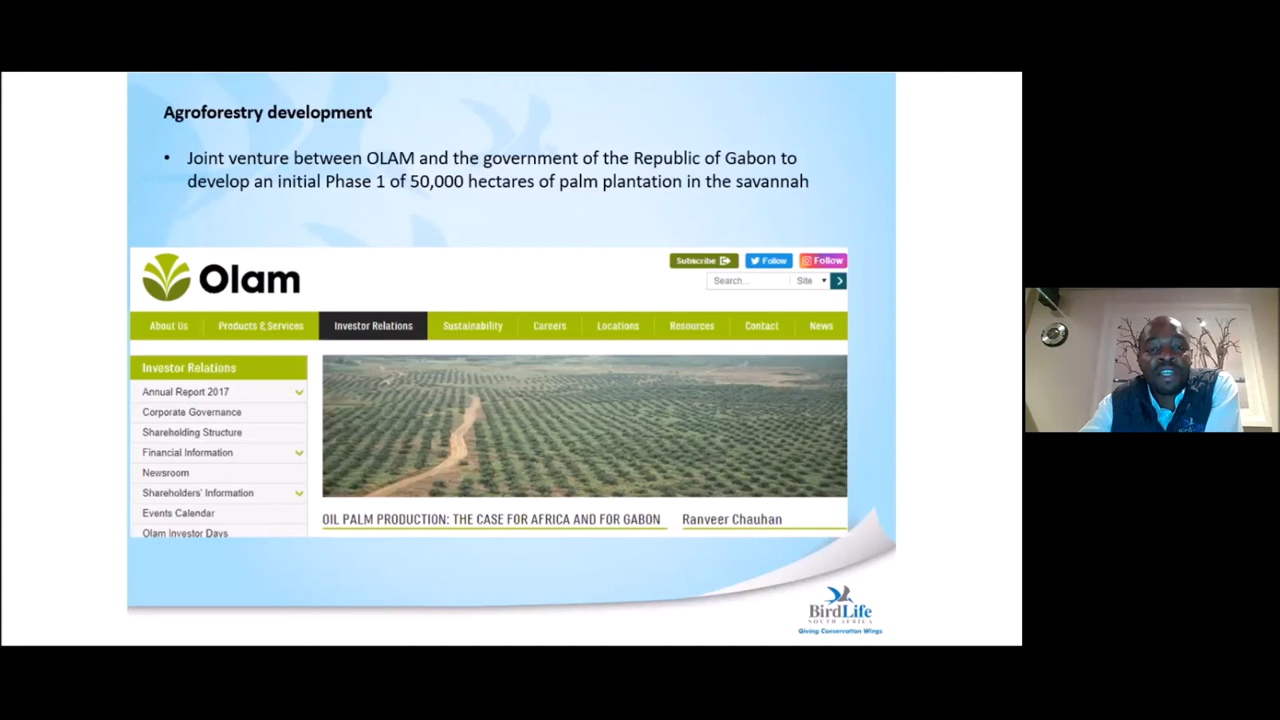 Agroforestry development
• Joint venture between OLAM and the government of the Republic of Gabon to
develop an initial Phase 1 of 50,000 hectares of palm plantation in the savannah
Olam
Subscribe
Follow
Follow
Search...
Site
About Us
Products & Services
Investor Relations
Sustainability
Careers
Locations
Resources
Contact
News
Investor Relations
Annual Report 2017
Corporate Governance
Shareholding Structure
Financial Information
Newsroom
Shareholders' Information
Events Calendar
Olam Investor Days
OIL PALM PRODUCTION: THE CASE FOR AFRICA AND FOR GABON
Ranveer Chauhan
BirdLife
SOUTH AFRICA
Giving Conservation Wings